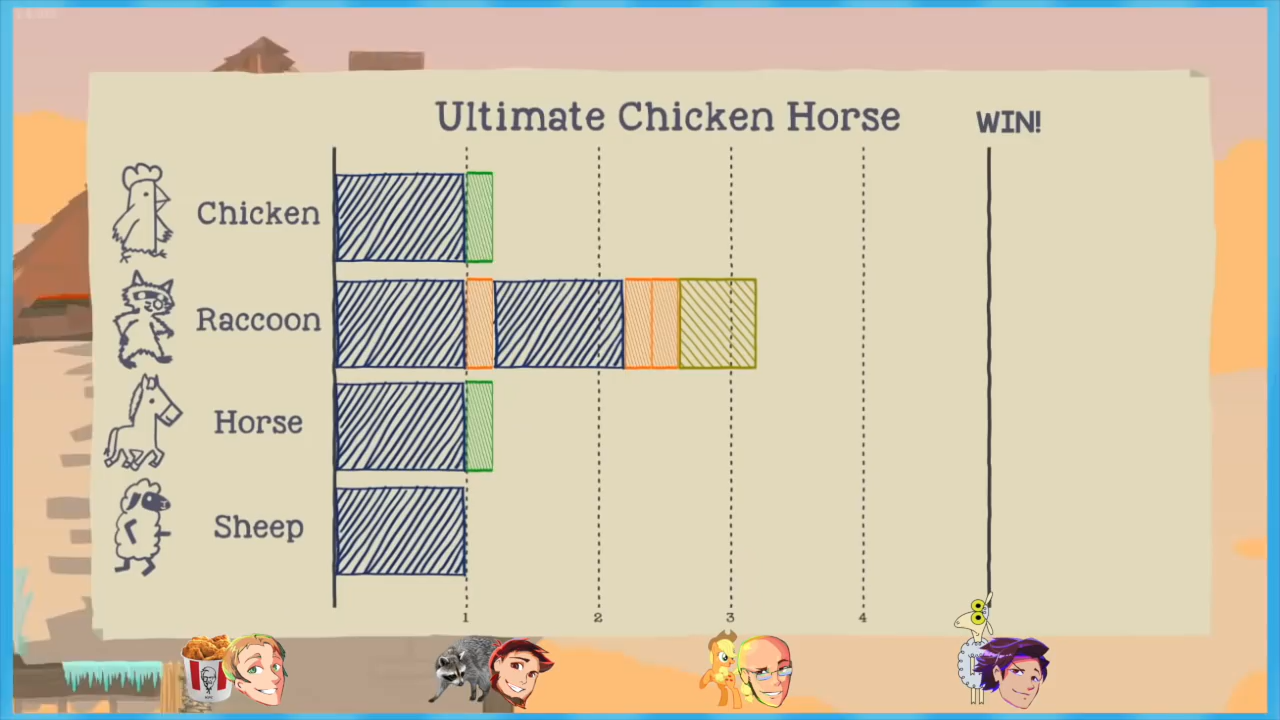 Ultimate Chicken Horse
WIN!
Chicken
Raccoon
Horse
Sheep
1 2 3 4